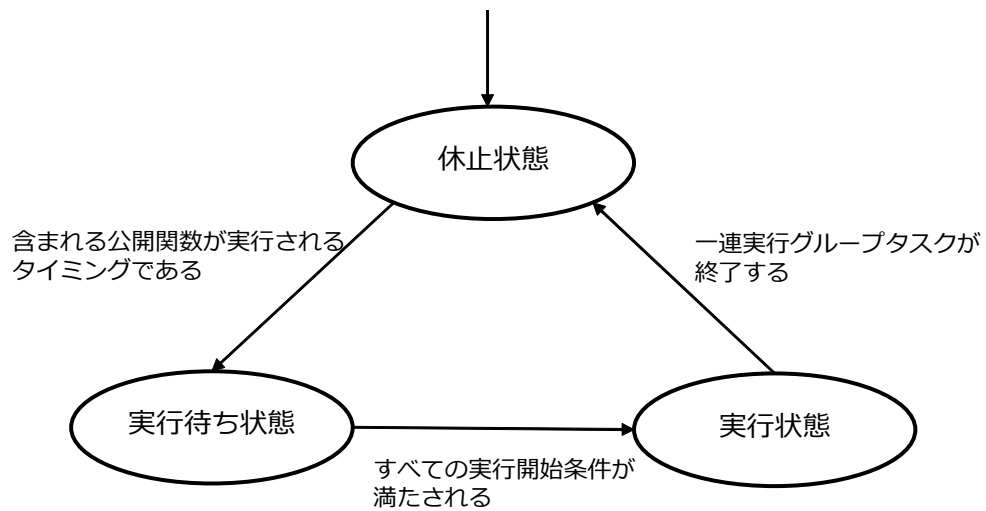 休止状態
含まれる公開関数が実行される
タイミングである
一連実行グループタスクが
終了する
実行待ち状態
実行状態
すべての実行開始条件が
満たされる